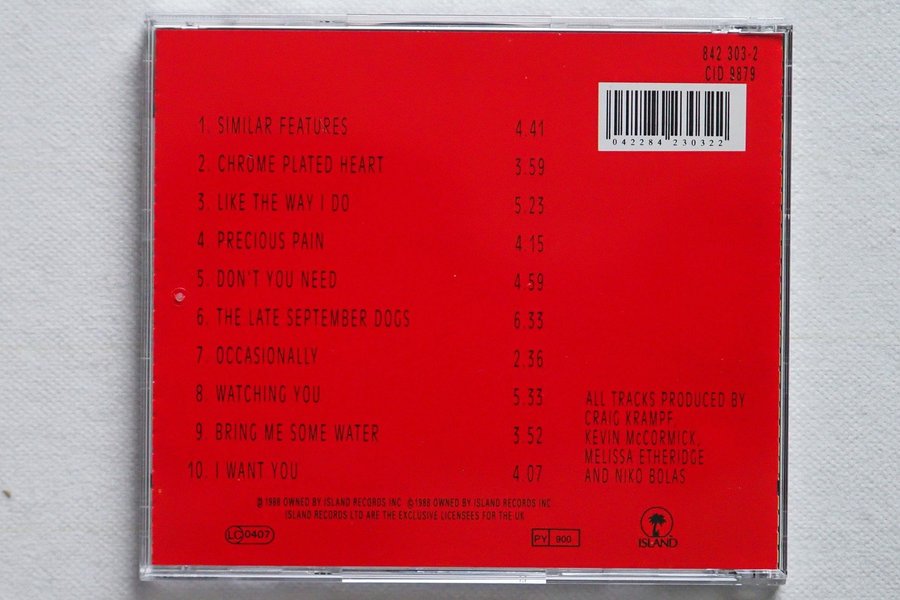 842 303-2
CID 9879
042284 230322
1. SIMILAR FEATURES 4.41
2. CHROME PLATED HEART 3.59
3. LIKE THE WAY I DO 5.23
4. PRECIOUS PAIN 4.15
5. DON'T YOU NEED 4.59
6. THE LATE SEPTEMBER DOGS 6.33
7. OCCASIONALLY 2.36
8. WATCHING YOU 5.33
9. BRING ME SOME WATER 3.52
10. I WANT YOU 4.07
ALL TRACKS PRODUCED BY
CRAIG KRAMPF,
KEVIN McCORMICK,
MELISSA ETHERIDGE
AND NIKO BOLAS
℗ 1988 OWNED BY ISLAND RECORDS INC. © 1988 OWNED BY ISLAND RECORDS INC
ISLAND RECORDS LTD ARE THE EXCLUSIVE LICENSEES FOR THE UK
LC 0407
PY 900
ISLAND